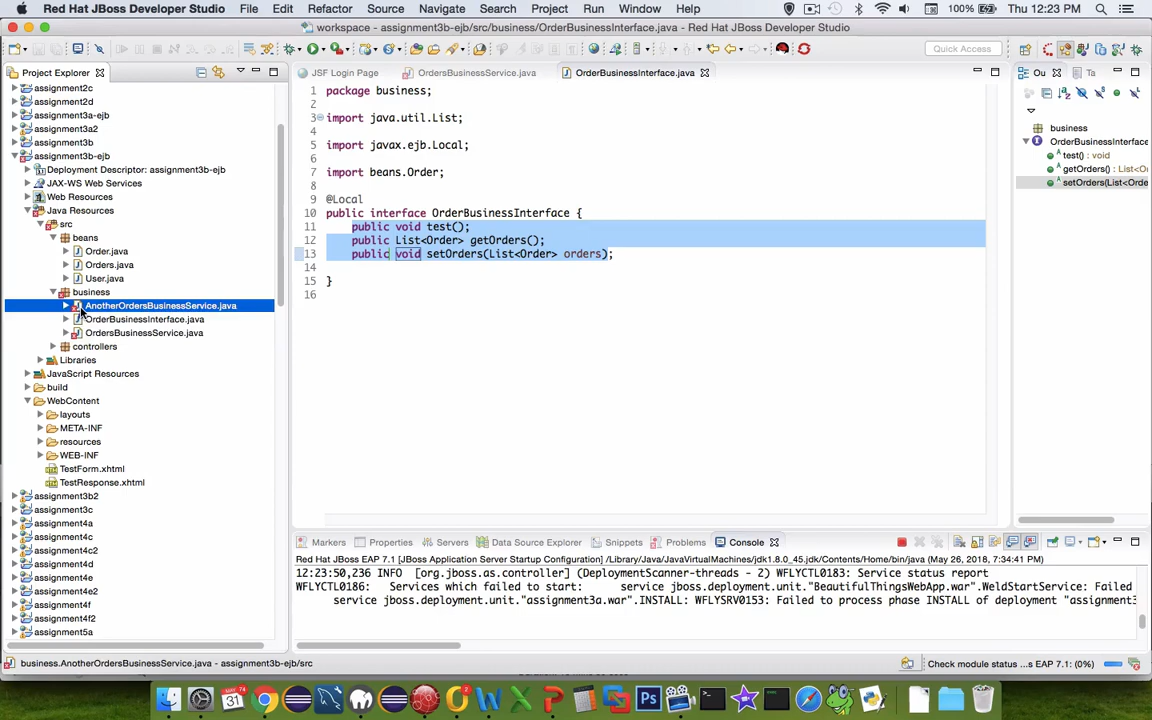 Red Hat JBoss Developer Studio File Edit Refactor Source Navigate Search Project Run Window Help 100% Thu 12:23 PM
workspace - assignment3b-ejb/src/business/OrderBusinessInterface.java - Red Hat JBoss Developer Studio
Quick Access
Project Explorer
JSF Login Page OrdersBusinessService.java OrderBusinessInterface.java
Ou Ta
assignment2c
assignment2d
assignment3a-ejb
assignment3a2
assignment3b
assignment3b-ejb
Deployment Descriptor: assignment3b-ejb
JAX-WS Web Services
Web Resources
Java Resources
src
beans
Order.java
Orders.java
User.java
business
AnotherOrdersBusinessService.java
OrderBusinessInterface.java
OrdersBusinessService.java
controllers
Libraries
JavaScript Resources
build
WebContent
layouts
META-INF
resources
WEB-INF
TestForm.xhtml
TestResponse.xhtml
assignment3b2
assignment3c
assignment4a
assignment4c
assignment4c2
assignment4d
assignment4e
assignment4e2
assignment4f
assignment4f2
assignment5a
1 package business;
2
3 import java.util.List;
4
5 import javax.ejb.Local;
6
7 import beans.Order;
8
9 @Local
10 public interface OrderBusinessInterface {
11 public void test();
12 public List<Order> getOrders();
13 public void setOrders(List<Order> orders);
14
15 }
16
business
OrderBusinessInterface
test() : void
getOrders() : List<Or
setOrders(List<Orde
Markers Properties Servers Data Source Explorer Snippets Problems Console
Red Hat JBoss EAP 7.1 [JBoss Application Server Startup Configuration] /Library/Java/JavaVirtualMachines/jdk1.8.0_45.jdk/Contents/Home/bin/java (May 26, 2018, 7:34:41 PM)
12:23:50,236 INFO [org.jboss.as.controller] (DeploymentScanner-threads - 2) WFLYCTL0183: Service status report
WFLYCTL0186: Services which failed to start: service jboss.deployment.unit."BeautifulThingsWebApp.war".WeldStartService: Failed
service jboss.deployment.unit."assignment3a.war".INSTALL: WFLYSRV0153: Failed to process phase INSTALL of deployment "assignment3
business.AnotherOrdersBusinessService.java - assignment3b-ejb/src
Check module status ...s EAP 7.1: (0%)